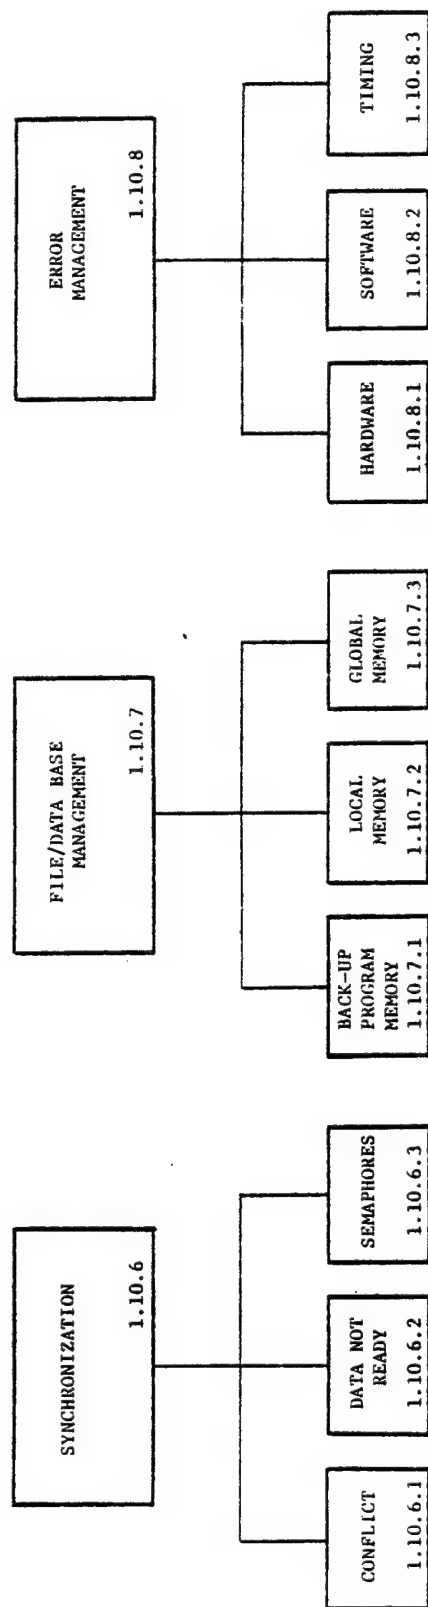 SYNCHRONIZATION
1.10.6
CONFLICT
1.10.6.1
DATA NOT
READY
1.10.6.2
SEMAPHORES
1.10.6.3
FILE/DATA BASE
MANAGEMENT
1.10.7
BACK-UP
PROGRAM
MEMORY
1.10.7.1
LOCAL
MEMORY
1.10.7.2
GLOBAL
MEMORY
1.10.7.3
ERROR
MANAGEMENT
1.10.8
HARDWARE
1.10.8.1
SOFTWARE
1.10.8.2
TIMING
1.10.8.3